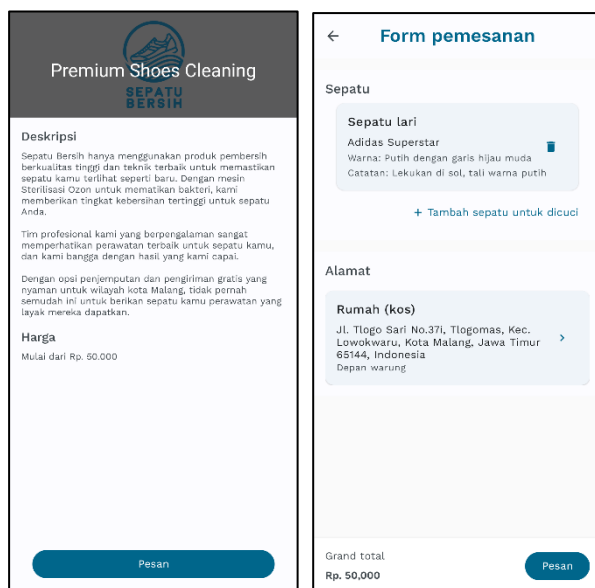 Premium Shoes Cleaning
SEPATU
BERSIH
Deskripsi
Sepatu Bersih hanya menggunakan produk pembersih
berkualitas tinggi dan teknik terbaik untuk memastikan
sepatu kamu terlihat seperti baru. Dengan mesin
Sterilisasi Ozon untuk mematikan bakteri, kami
memberikan tingkat kebersihan tertinggi untuk sepatu
Anda.
Tim profesional kami yang berpengalaman sangat
memperhatikan perawatan terbaik untuk sepatu kamu,
dan kami bangga dengan hasil yang kami capai.
Dengan opsi penjemputan dan pengiriman gratis yang
nyaman untuk wilayah kota Malang, tidak pernah
semudah ini untuk berikan sepatu kamu perawatan yang
layak mereka dapatkan.
Harga
Mulai dari Rp. 50.000
Pesan
Form pemesanan
Sepatu
Sepatu lari
Adidas Superstar
Warna: Putih dengan garis hijau muda
Catatan: Lekukan di sol, tali warna putih
+ Tambah sepatu untuk dicuci
Alamat
Rumah (kos)
Jl. Tlogo Sari No.37i, Tlogomas, Kec.
Lowokwaru, Kota Malang, Jawa Timur
65144, Indonesia
Depan warung
Grand total
Rp. 50,000
Pesan